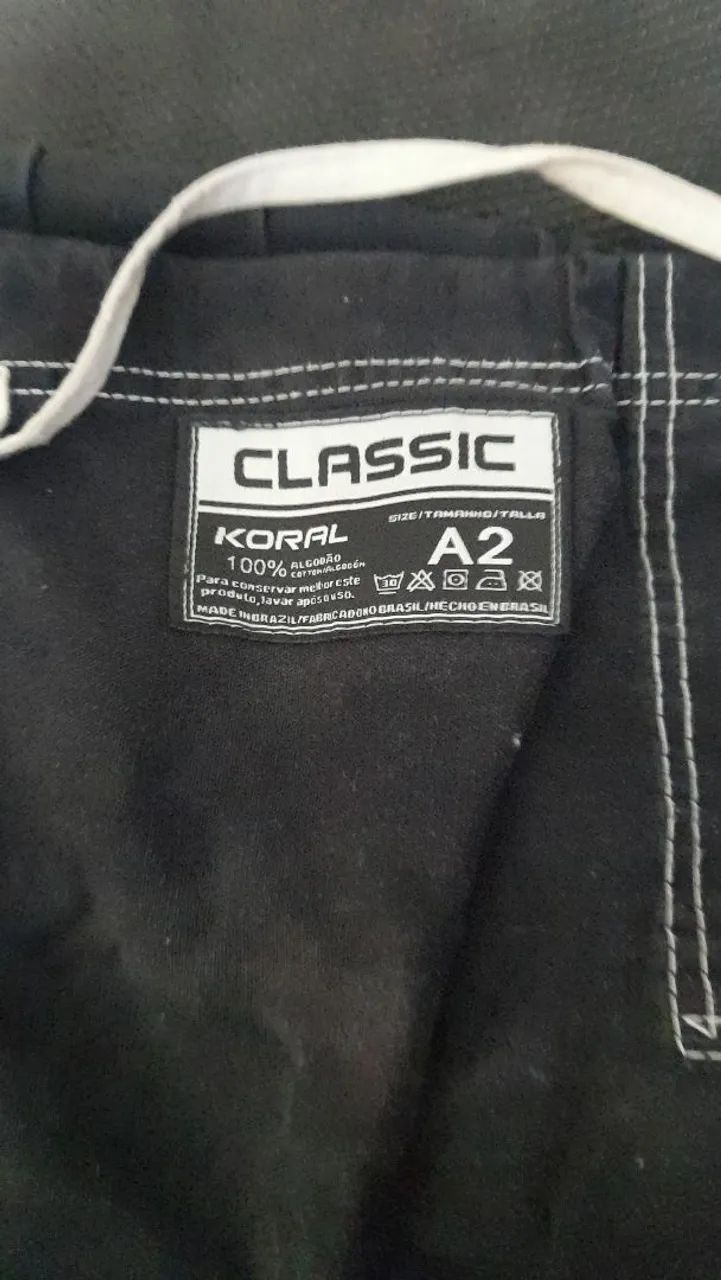 CLASSIC
KORAL
SIZE/TAMANHO/TALLA
A2
100% ALGODÃO
COTTON/ALGODÓN
Para conservar melhor este
produto, lavar após o uso.
30
MADE IN BRAZIL/FABRICADO NO BRASIL/HECHO EN BRASIL